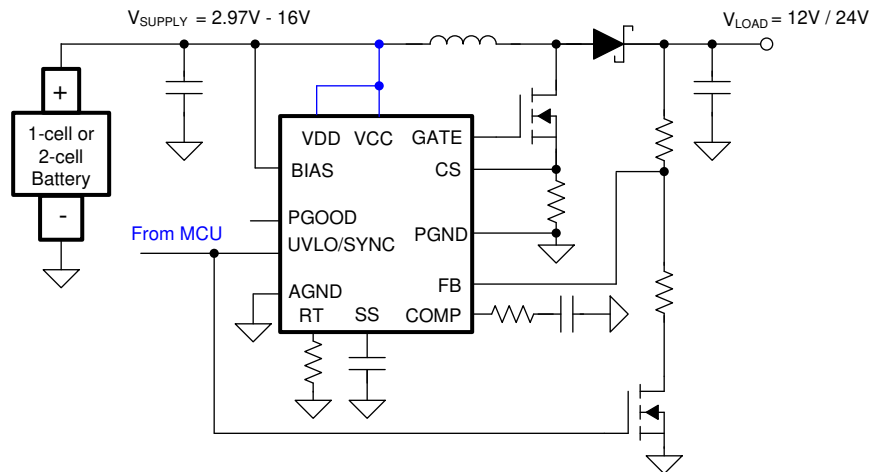 VSUPPLY = 2.97V - 16V
VLOAD = 12V / 24V
+
1-cell or
2-cell
Battery
-
VDD VCC GATE
BIAS CS
PGOOD
From MCU
UVLO/SYNC PGND
FB
AGND
RT SS COMP